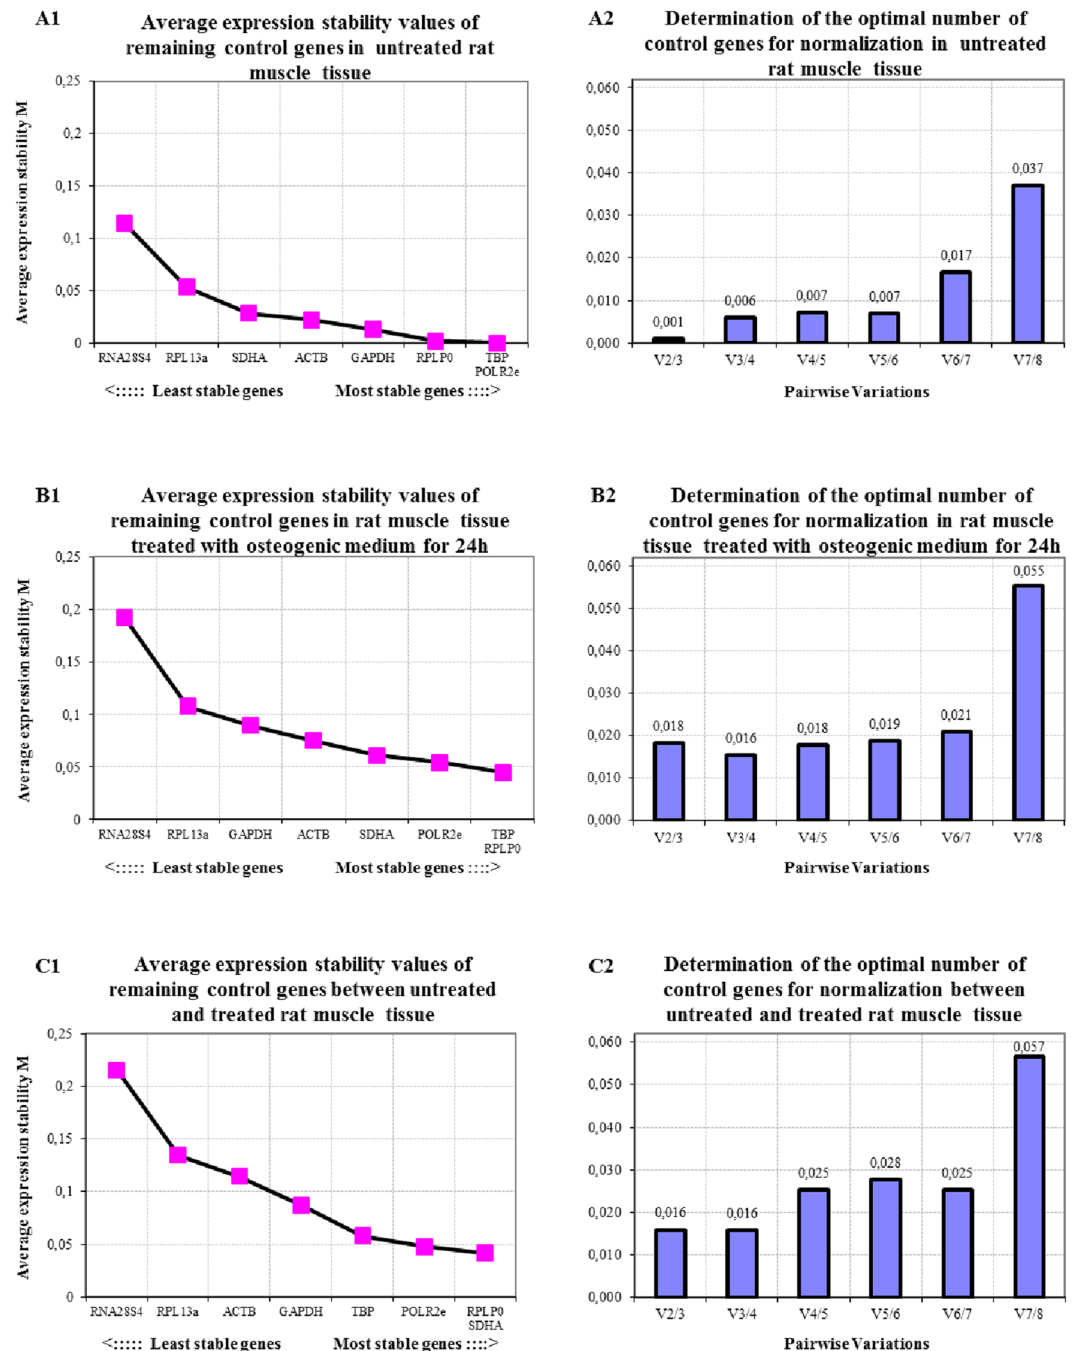 A1
Average expression stability values of
remaining control genes in untreated rat
muscle tissue
Average expression stability M
0,25
0,2
0,15
0,1
0,05
0
RNA28S4 RPL13a SDHA ACTB GAPDH RPLP0 TBP
POLR2e
<::::: Least stable genes Most stable genes ::::>
A2
Determination of the optimal number of
control genes for normalization in untreated
rat muscle tissue
0,060
0,050
0,040
0,030
0,020
0,010
0,000
0,001
0,006
0,007
0,007
0,017
0,037
V2/3 V3/4 V4/5 V5/6 V6/7 V7/8
Pairwise Variations
B1
Average expression stability values of
remaining control genes in rat muscle tissue
treated with osteogenic medium for 24h
Average expression stability M
0,25
0,2
0,15
0,1
0,05
0
RNA28S4 RPL13a GAPDH ACTB SDHA POLR2e TBP
RPLP0
<::::: Least stable genes Most stable genes ::::>
B2
Determination of the optimal number of
control genes for normalization in rat muscle
tissue treated with osteogenic medium for 24h
0,060
0,050
0,040
0,030
0,020
0,010
0,000
0,018
0,016
0,018
0,019
0,021
0,055
V2/3 V3/4 V4/5 V5/6 V6/7 V7/8
Pairwise Variations
C1
Average expression stability values of
remaining control genes between untreated
and treated rat muscle tissue
Average expression stability M
0,25
0,2
0,15
0,1
0,05
0
RNA28S4 RPL13a ACTB GAPDH TBP POLR2e RPLP0
SDHA
<::::: Least stable genes Most stable genes ::::>
C2
Determination of the optimal number of
control genes for normalization between
untreated and treated rat muscle tissue
0,060
0,050
0,040
0,030
0,020
0,010
0,000
0,016
0,016
0,025
0,028
0,025
0,057
V2/3 V3/4 V4/5 V5/6 V6/7 V7/8
Pairwise Variations